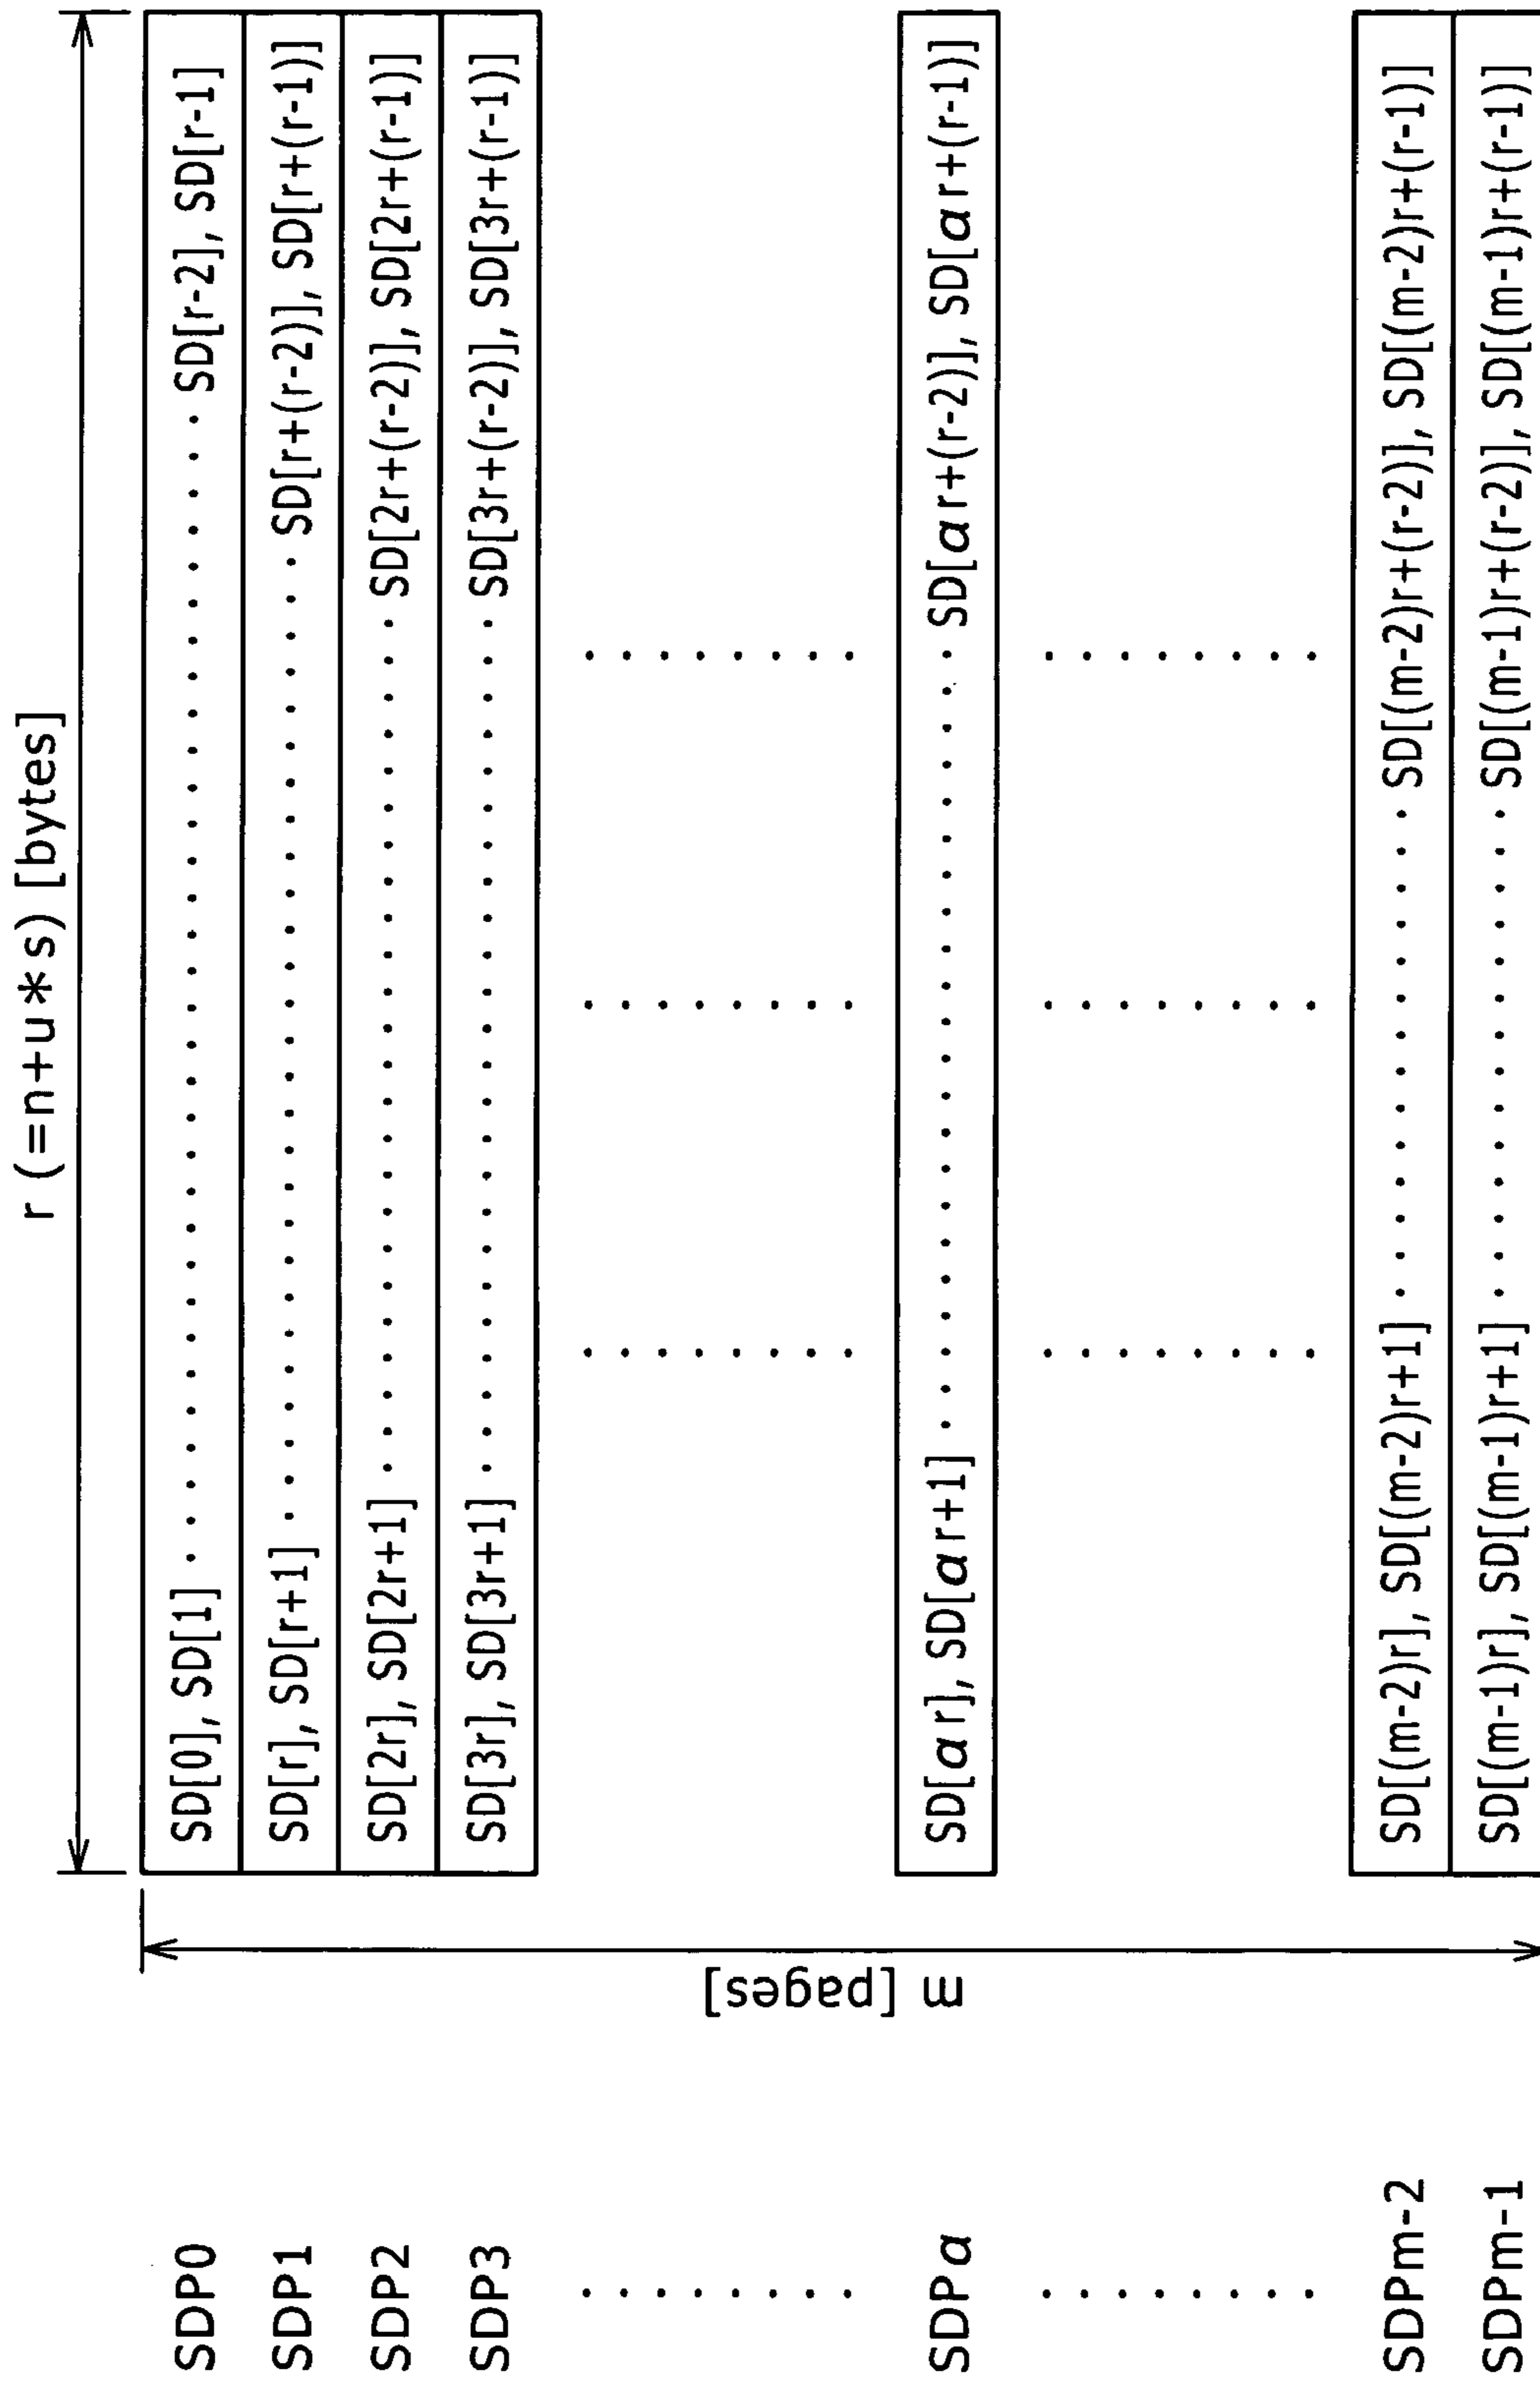 r (=n+u*s) [bytes]
m [pages]
SDP0 SD[0], SD[1] · · · · · · · · · · · · · · · · · · · · · · · · · · · · · · · · SD[r-2], SD[r-1]
SDP1 SD[r], SD[r+1] · · · · · · · · · · · · · · · · · · · · · · · · · · · SD[r+(r-2)], SD[r+(r-1)]
SDP2 SD[2r], SD[2r+1] · · · · · · · · · · · · · · · · · · · · · · · · SD[2r+(r-2)], SD[2r+(r-1)]
SDP3 SD[3r], SD[3r+1] · · · · · · · · · · · · · · · · · · · · · · · · SD[3r+(r-2)], SD[3r+(r-1)]
SDPα SD[αr], SD[αr+1] · · · · · · · · · · · · · · · · · · · · · · SD[αr+(r-2)], SD[αr+(r-1)]
SDPm-2 SD[(m-2)r], SD[(m-2)r+1] · · · · · · · · · · · · · · SD[(m-2)r+(r-2)], SD[(m-2)r+(r-1)]
SDPm-1 SD[(m-1)r], SD[(m-1)r+1] · · · · · · · · · · · · · · SD[(m-1)r+(r-2)], SD[(m-1)r+(r-1)]